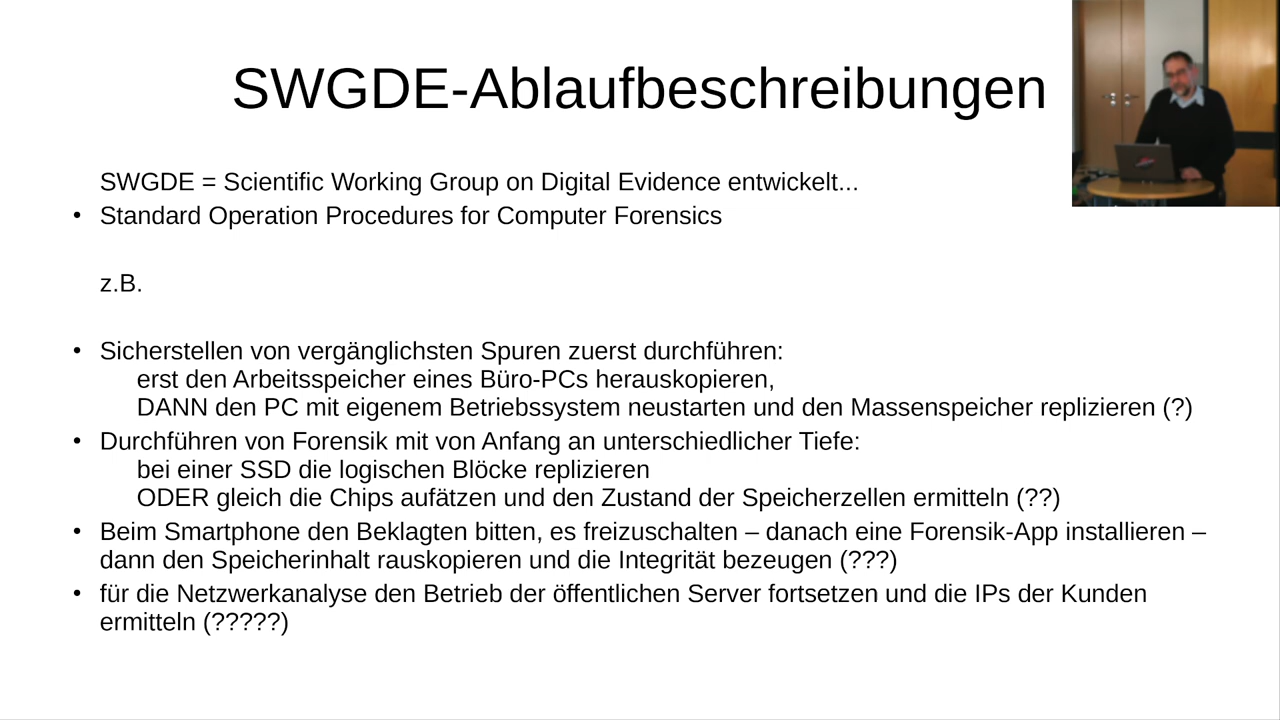 SWGDE-Ablaufbeschreibungen
SWGDE = Scientific Working Group on Digital Evidence entwickelt...
• Standard Operation Procedures for Computer Forensics
z.B.
• Sicherstellen von vergänglichsten Spuren zuerst durchführen:
erst den Arbeitsspeicher eines Büro-PCs herauskopieren,
DANN den PC mit eigenem Betriebssystem neustarten und den Massenspeicher replizieren (?)
• Durchführen von Forensik mit von Anfang an unterschiedlicher Tiefe:
bei einer SSD die logischen Blöcke replizieren
ODER gleich die Chips aufätzen und den Zustand der Speicherzellen ermitteln (??)
• Beim Smartphone den Beklagten bitten, es freizuschalten – danach eine Forensik-App installieren –
dann den Speicherinhalt rauskopieren und die Integrität bezeugen (???)
• für die Netzwerkanalyse den Betrieb der öffentlichen Server fortsetzen und die IPs der Kunden
ermitteln (?????)